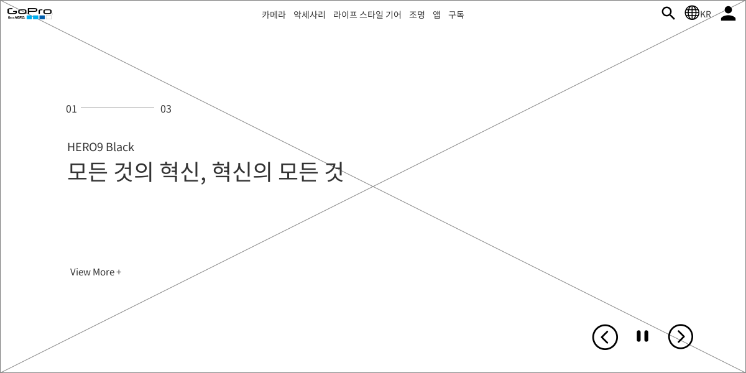 GoPro
카메라 악세사리 라이프 스타일 기어 조명 앱 구독
KR
01 03
HERO9 Black
모든 것의 혁신, 혁신의 모든 것
View More +